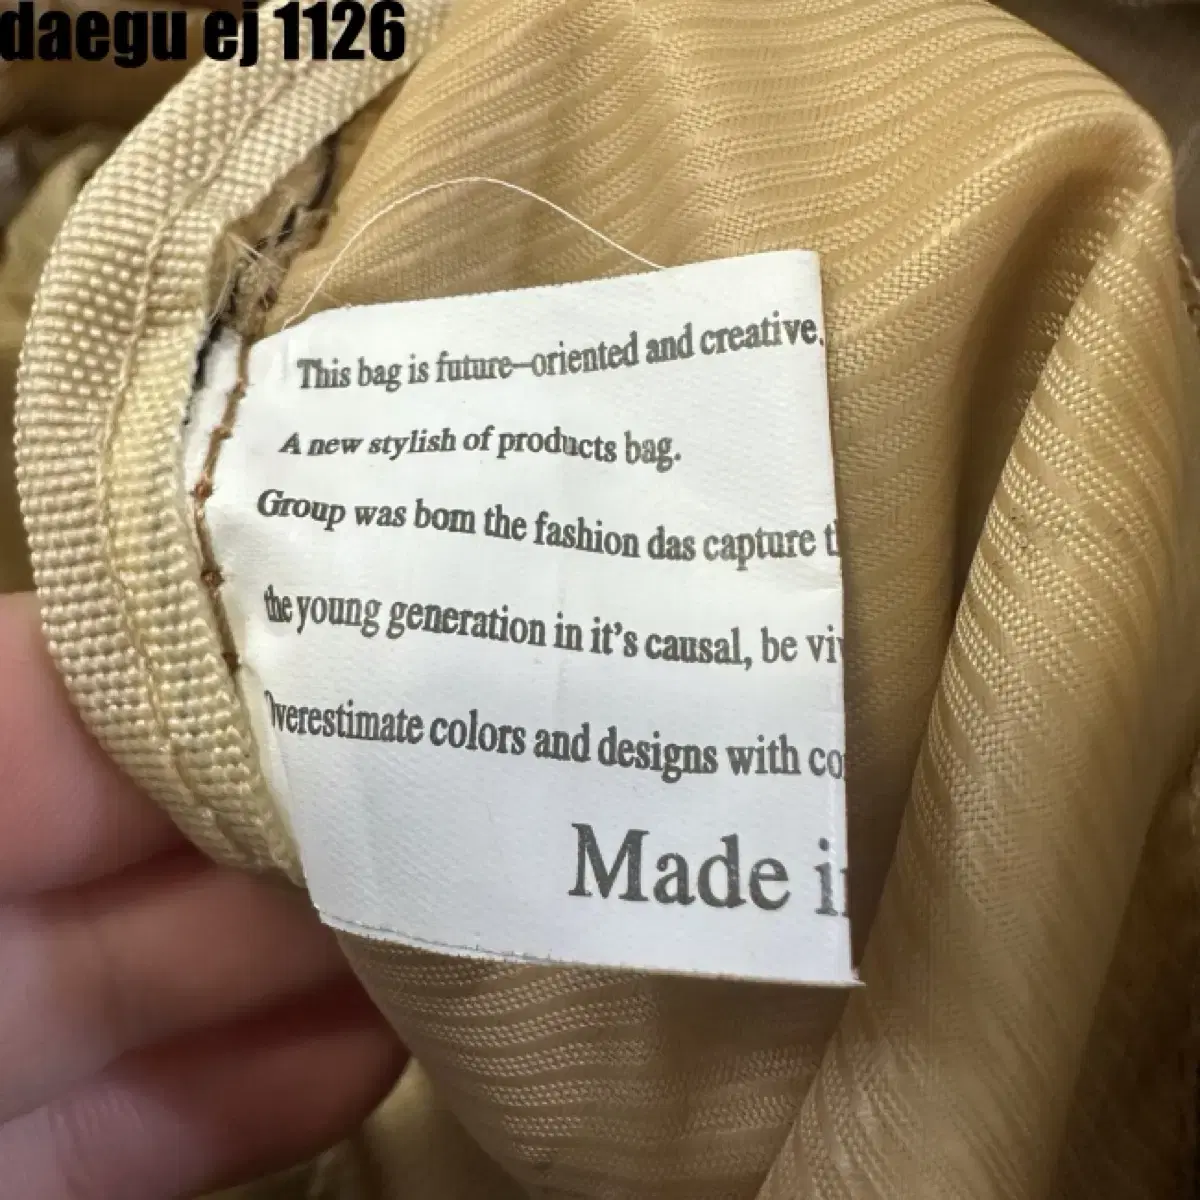 daegu ej 1126
This bag is future-oriented and creative.
A new stylish of products bag.
Group was bom the fashion das capture
the young generation in it's causal, be
Overestimate colors and designs with
Made